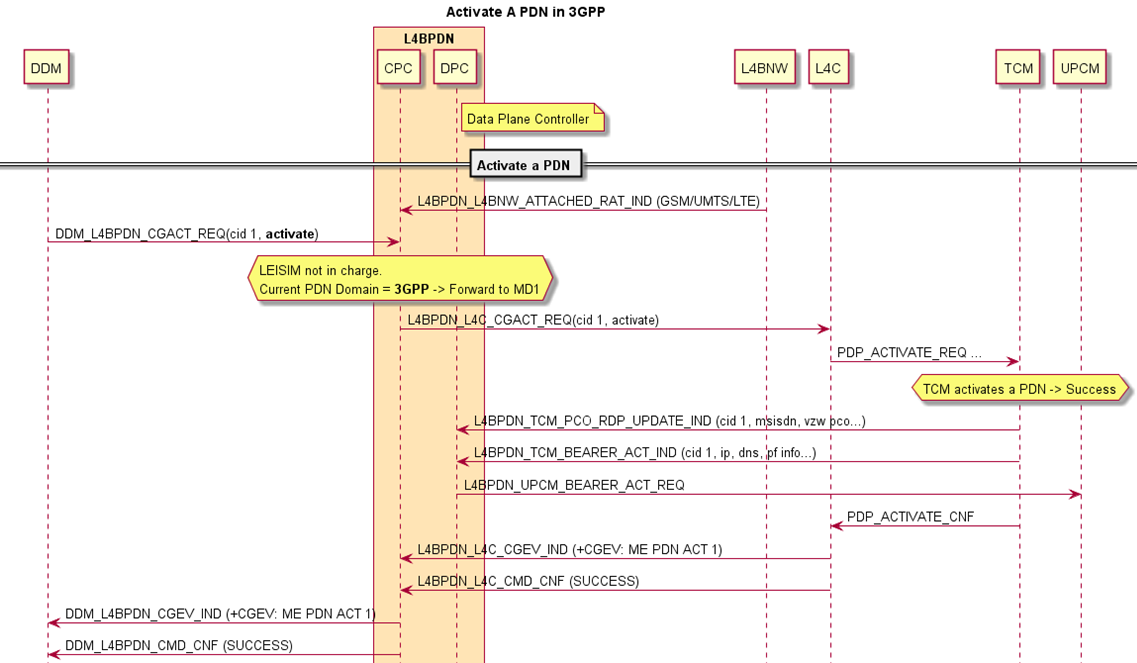 Activate A PDN in 3GPP
L4BPDN
DDM
CPC
DPC
L4BNW
L4C
TCM
UPCM
Data Plane Controller
Activate a PDN
L4BPDN_L4BNW_ATTACHED_RAT_IND (GSM/UMTS/LTE)
DDM_L4BPDN_CGACT_REQ(cid 1, activate)
LEISIM not in charge.
Current PDN Domain = 3GPP -> Forward to MD1
L4BPDN_L4C_CGACT_REQ(cid 1, activate)
PDP_ACTIVATE_REQ ...
TCM activates a PDN -> Success
L4BPDN_TCM_PCO_RDP_UPDATE_IND (cid 1, msisdn, vzw pco...)
L4BPDN_TCM_BEARER_ACT_IND (cid 1, ip, dns, pf info...)
L4BPDN_UPCM_BEARER_ACT_REQ
PDP_ACTIVATE_CNF
L4BPDN_L4C_CGEV_IND (+CGEV: ME PDN ACT 1)
L4BPDN_L4C_CMD_CNF (SUCCESS)
DDM_L4BPDN_CGEV_IND (+CGEV: ME PDN ACT 1)
DDM_L4BPDN_CMD_CNF (SUCCESS)